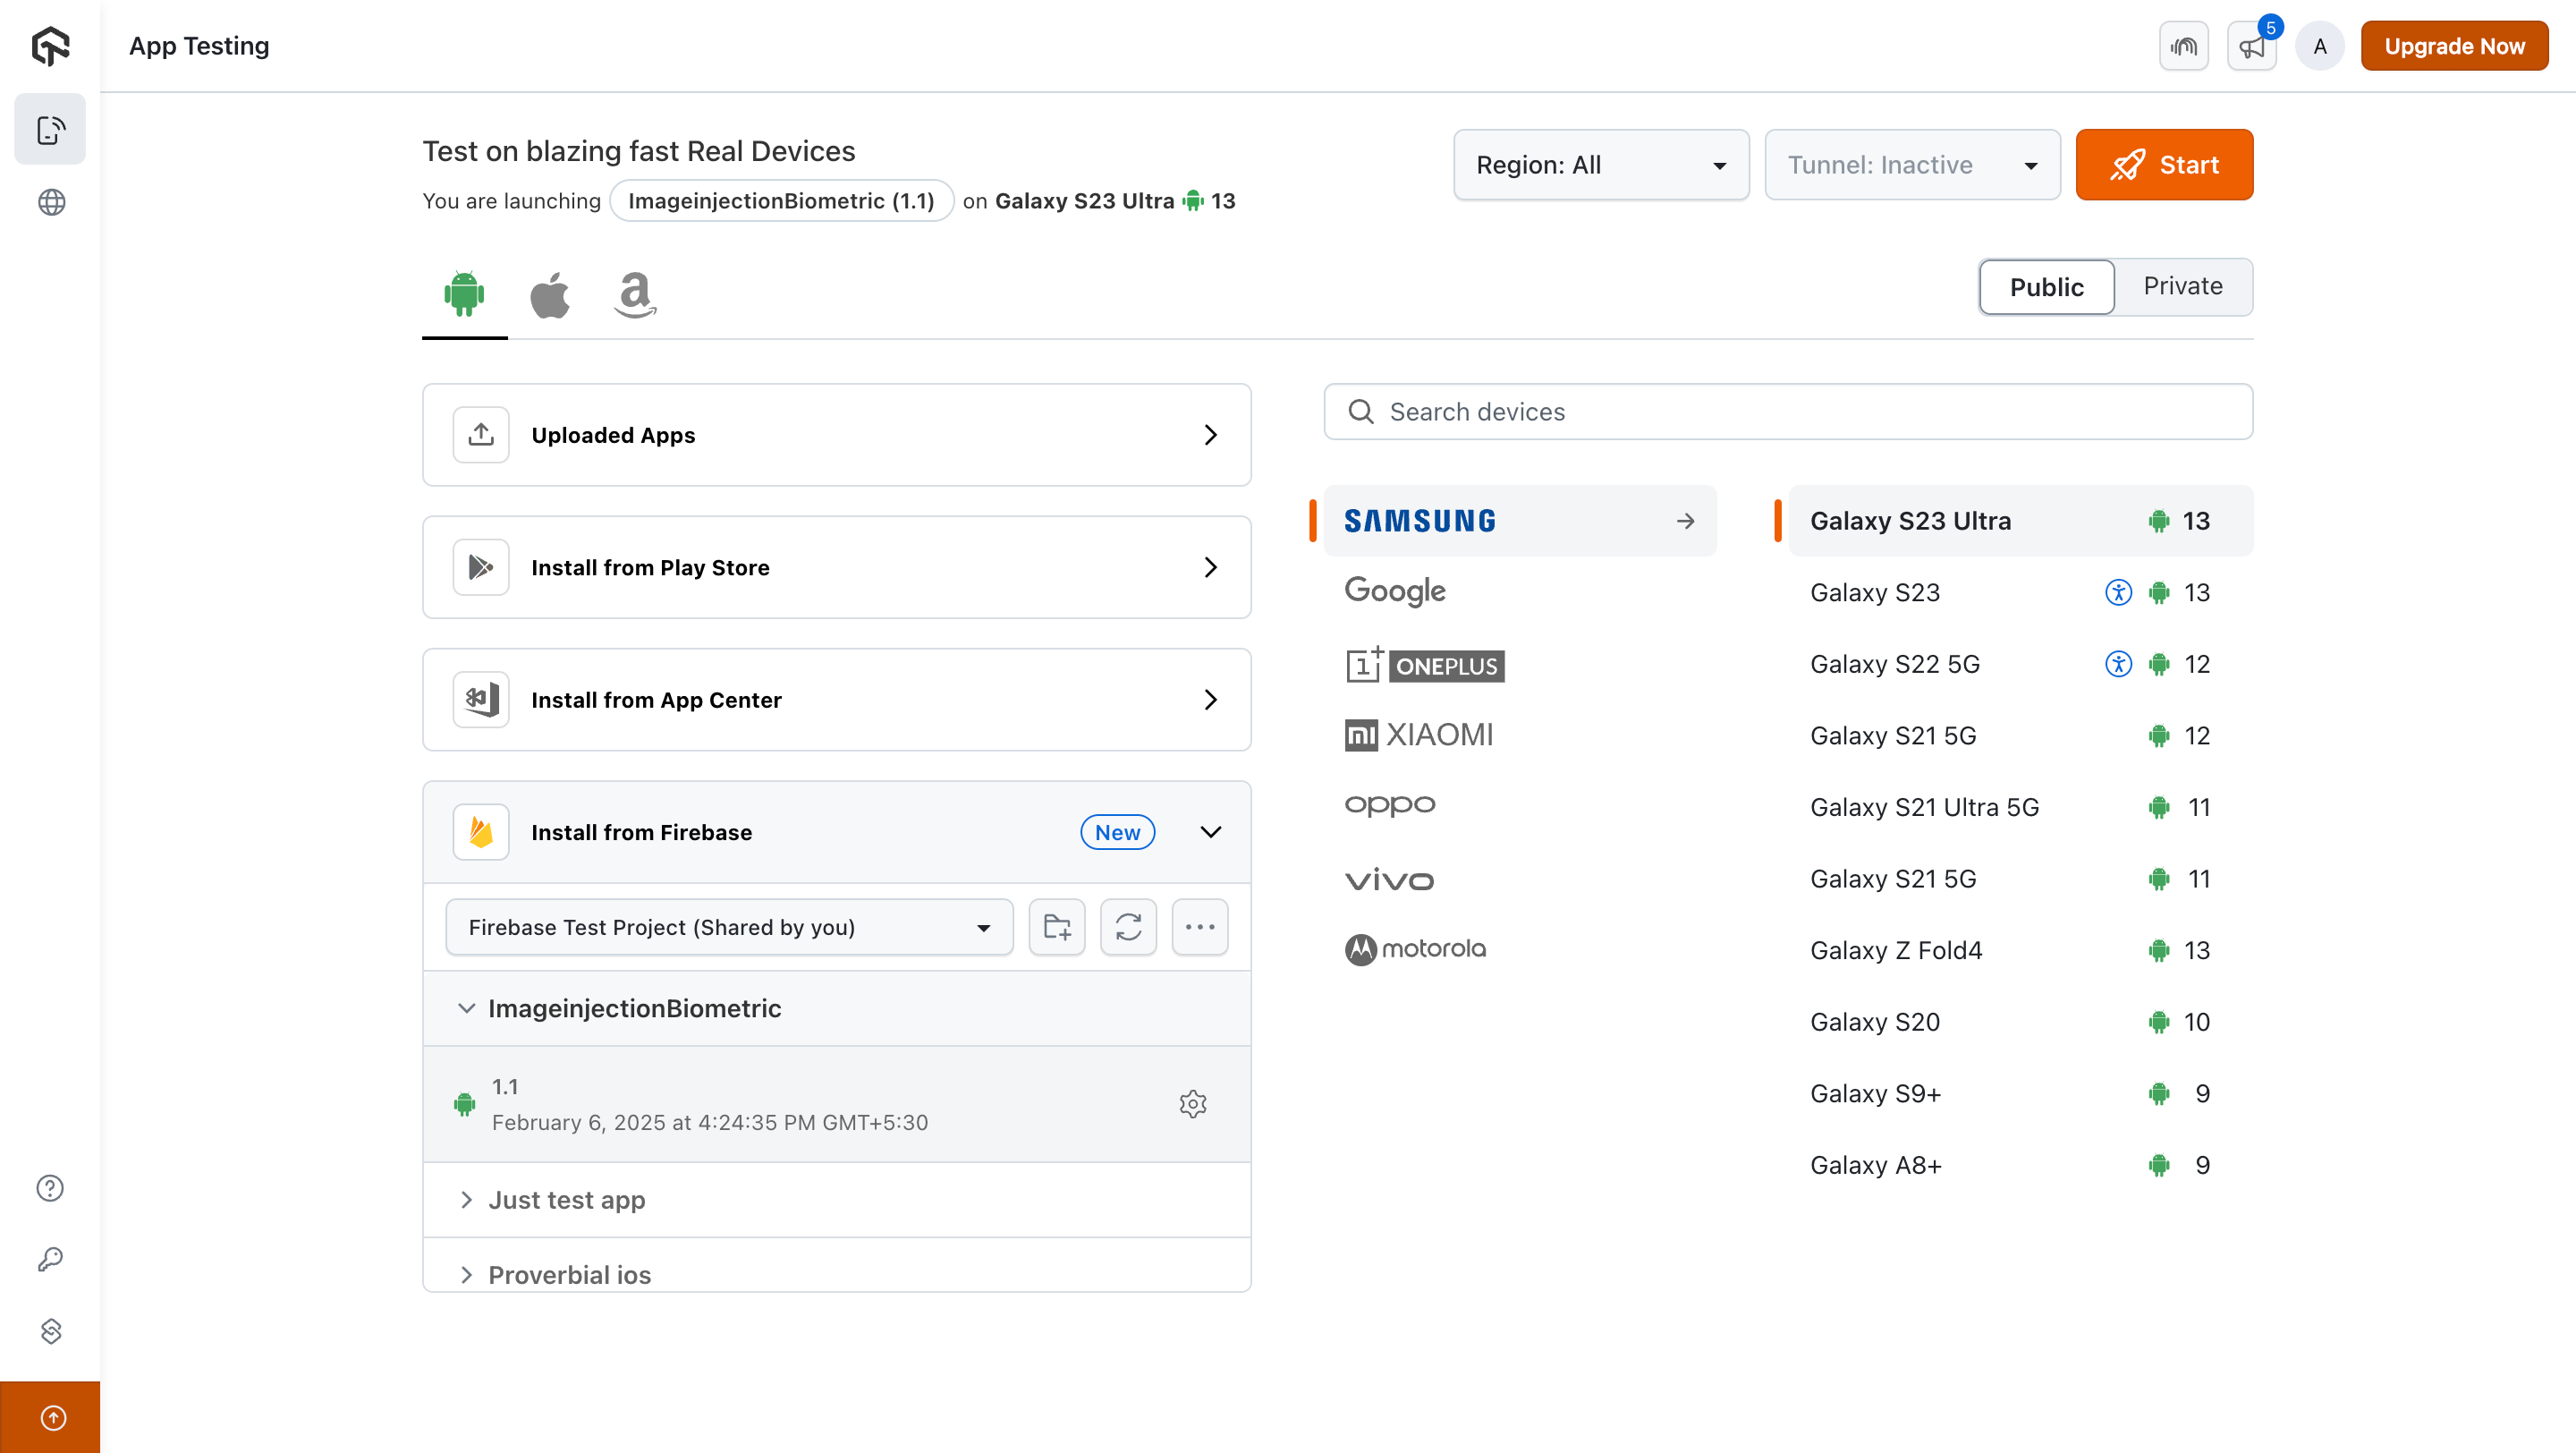 App Testing
5
A
Upgrade Now
Test on blazing fast Real Devices
You are launching ImageinjectionBiometric (1.1) on Galaxy S23 Ultra 13
Region: All
Tunnel: Inactive
Start
Public
Private
Uploaded Apps
Install from Play Store
Install from App Center
Install from Firebase
New
Firebase Test Project (Shared by you)
ImageinjectionBiometric
1.1
February 6, 2025 at 4:24:35 PM GMT+5:30
Just test app
Proverbial ios
Search devices
SAMSUNG
Google
1+ ONEPLUS
mi XIAOMI
oppo
vivo
motorola
Galaxy S23 Ultra 13
Galaxy S23 13
Galaxy S22 5G 12
Galaxy S21 5G 12
Galaxy S21 Ultra 5G 11
Galaxy S21 5G 11
Galaxy Z Fold4 13
Galaxy S20 10
Galaxy S9+ 9
Galaxy A8+ 9